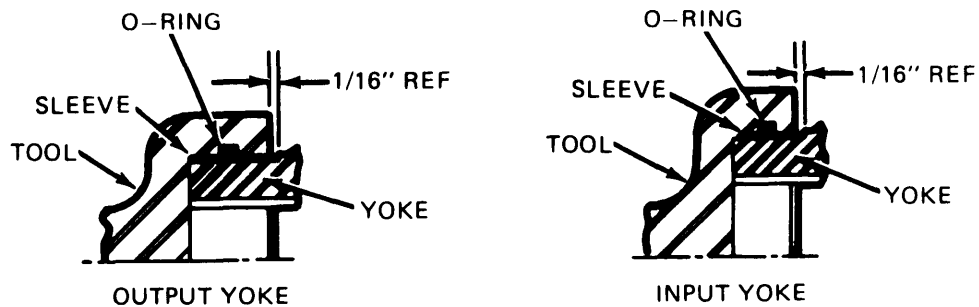 O-RING
1/16" REF
SLEEVE
TOOL
YOKE
OUTPUT YOKE
O-RING
1/16" REF
SLEEVE
TOOL
YOKE
INPUT YOKE